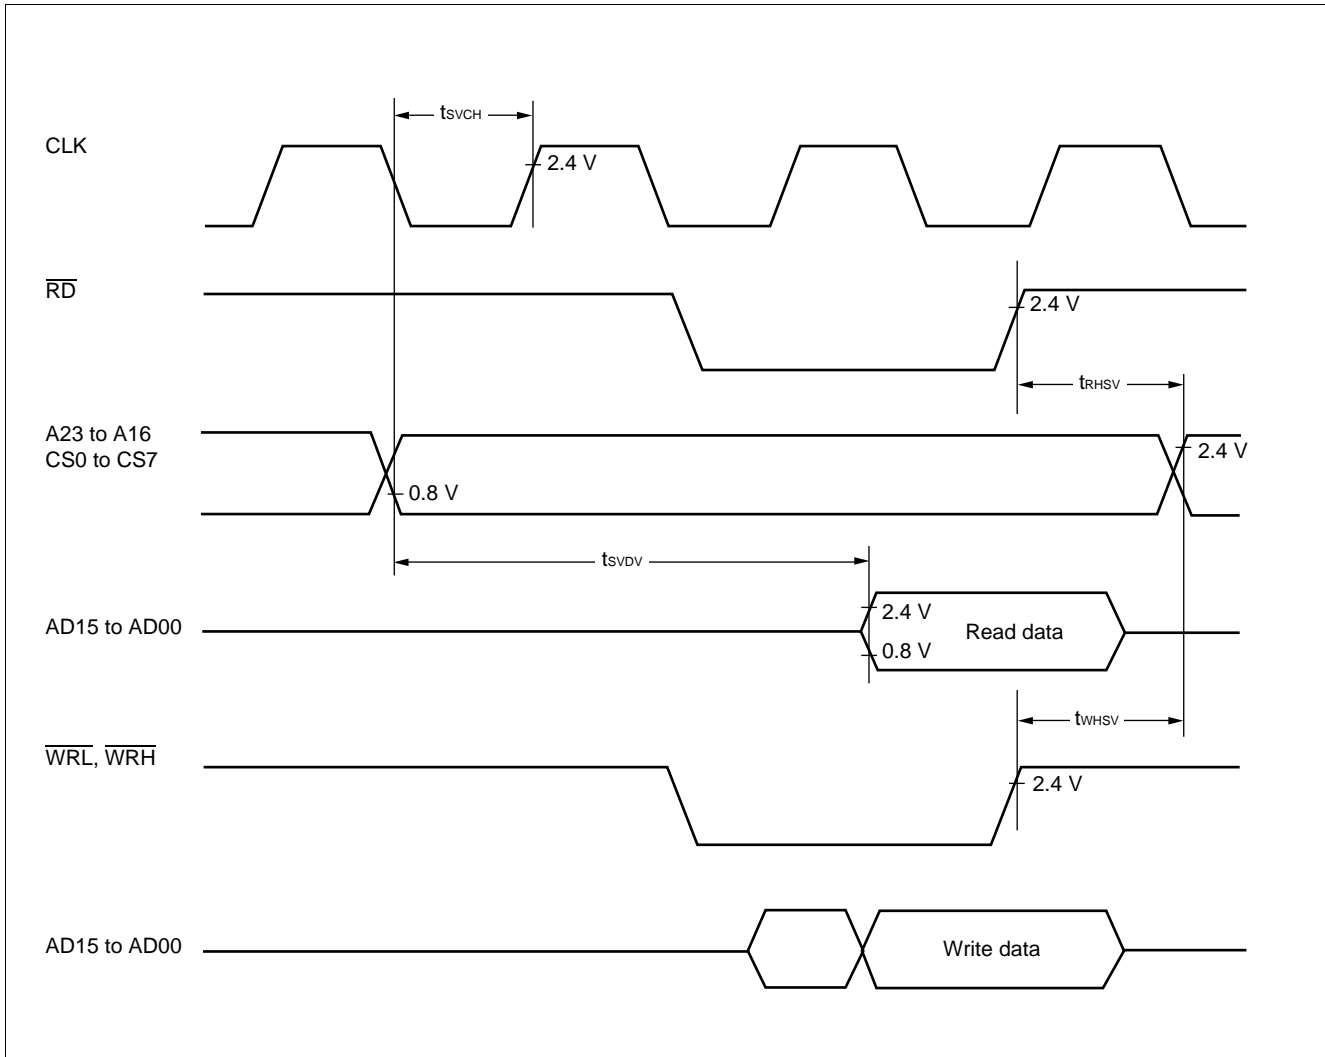 tSVCH
CLK
2.4 V
RD
2.4 V
tRHSV
A23 to A16
CS0 to CS7
2.4 V
0.8 V
tSVDV
2.4 V
AD15 to AD00
Read data
0.8 V
tWHSV
WRL, WRH
2.4 V
AD15 to AD00
Write data